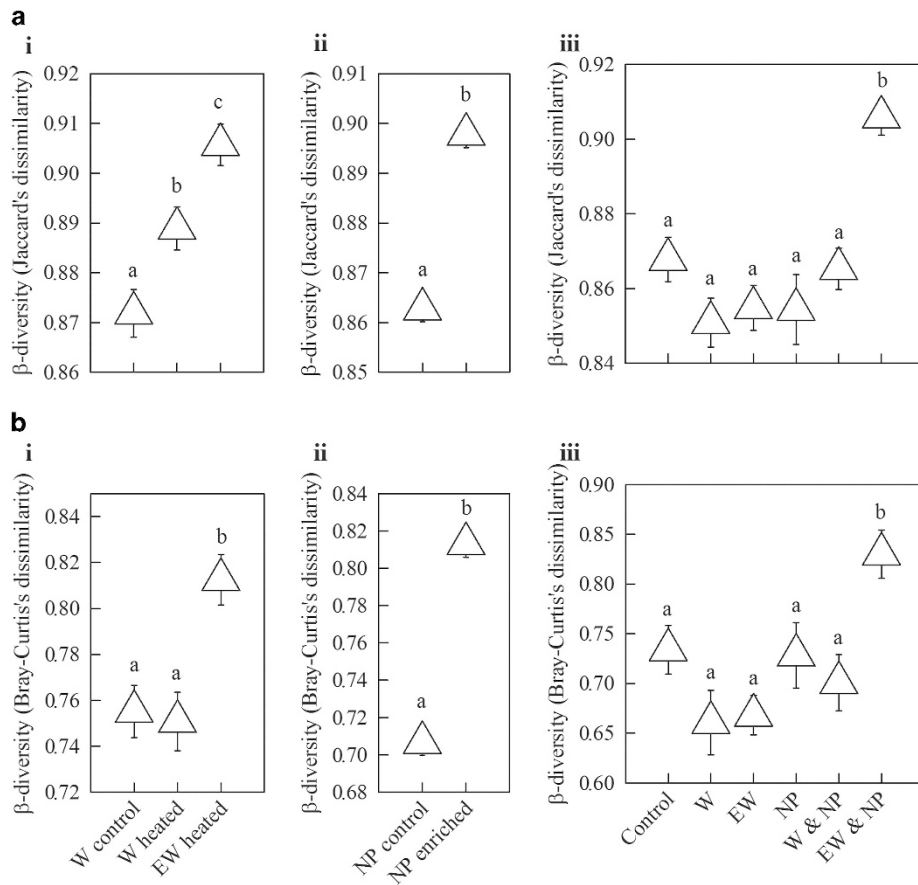 a
i
ii
iii
β-diversity (Jaccard's dissimilarity)
0.92
0.91
0.90
0.89
0.88
0.87
0.86
a
b
c
β-diversity (Jaccard's dissimilarity)
0.91
0.90
0.89
0.88
0.87
0.86
0.85
a
b
β-diversity (Jaccard's dissimilarity)
0.92
0.90
0.88
0.86
0.84
a
a
a
a
a
b
b
i
ii
iii
β-diversity (Bray-Curtis's dissimilarity)
0.84
0.82
0.80
0.78
0.76
0.74
0.72
a
a
b
W control
W heated
EW heated
β-diversity (Bray-Curtis's dissimilarity)
0.84
0.82
0.80
0.78
0.76
0.74
0.72
0.70
0.68
a
b
NP control
NP enriched
β-diversity (Bray-Curtis's dissimilarity)
0.90
0.85
0.80
0.75
0.70
0.65
0.60
a
a
a
a
a
b
Control
W
EW
NP
W & NP
EW & NP